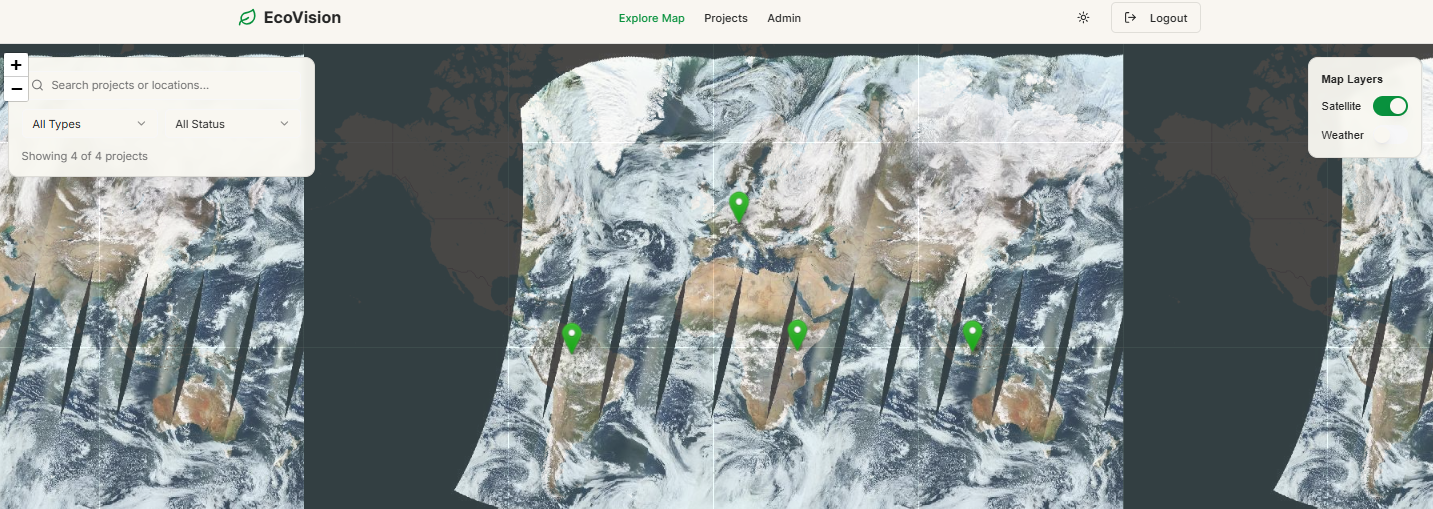 EcoVision
Explore Map Projects Admin
Logout
+
−
Search projects or locations...
All Types
All Status
Showing 4 of 4 projects
Map Layers
Satellite
Weather